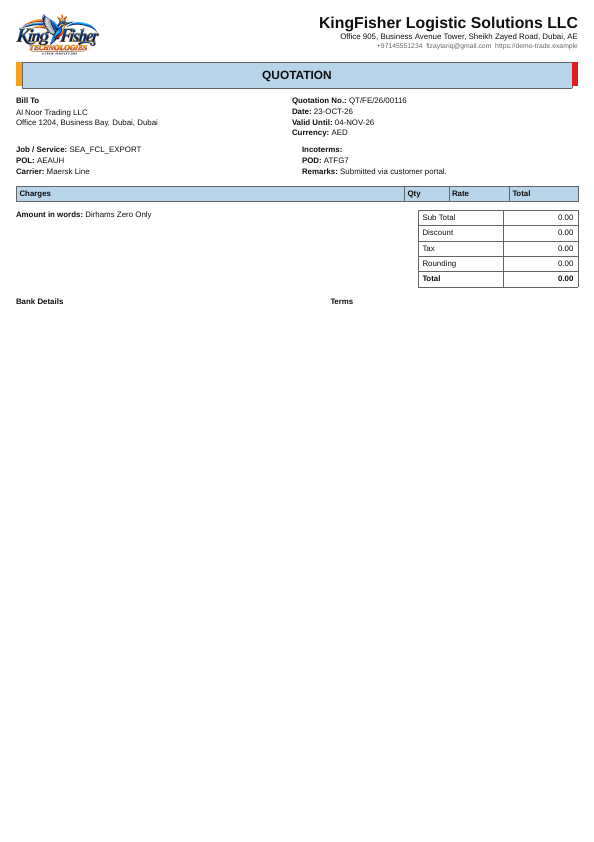 King Fisher
TECHNOLOGIES
KingFisher Logistic Solutions LLC
Office 905, Business Avenue Tower, Sheikh Zayed Road, Dubai, AE
+97145551234 fizaytariq@gmail.com https://demo-trade.example
QUOTATION
Bill To
Al Noor Trading LLC
Office 1204, Business Bay, Dubai, Dubai
Quotation No.: QT/FE/26/00116
Date: 23-OCT-26
Valid Until: 04-NOV-26
Currency: AED
Job / Service: SEA_FCL_EXPORT
POL: AEAUH
Carrier: Maersk Line
Incoterms:
POD: ATFG7
Remarks: Submitted via customer portal.
Charges Qty Rate Total
Amount in words: Dirhams Zero Only
Sub Total 0.00
Discount 0.00
Tax 0.00
Rounding 0.00
Total 0.00
Bank Details Terms